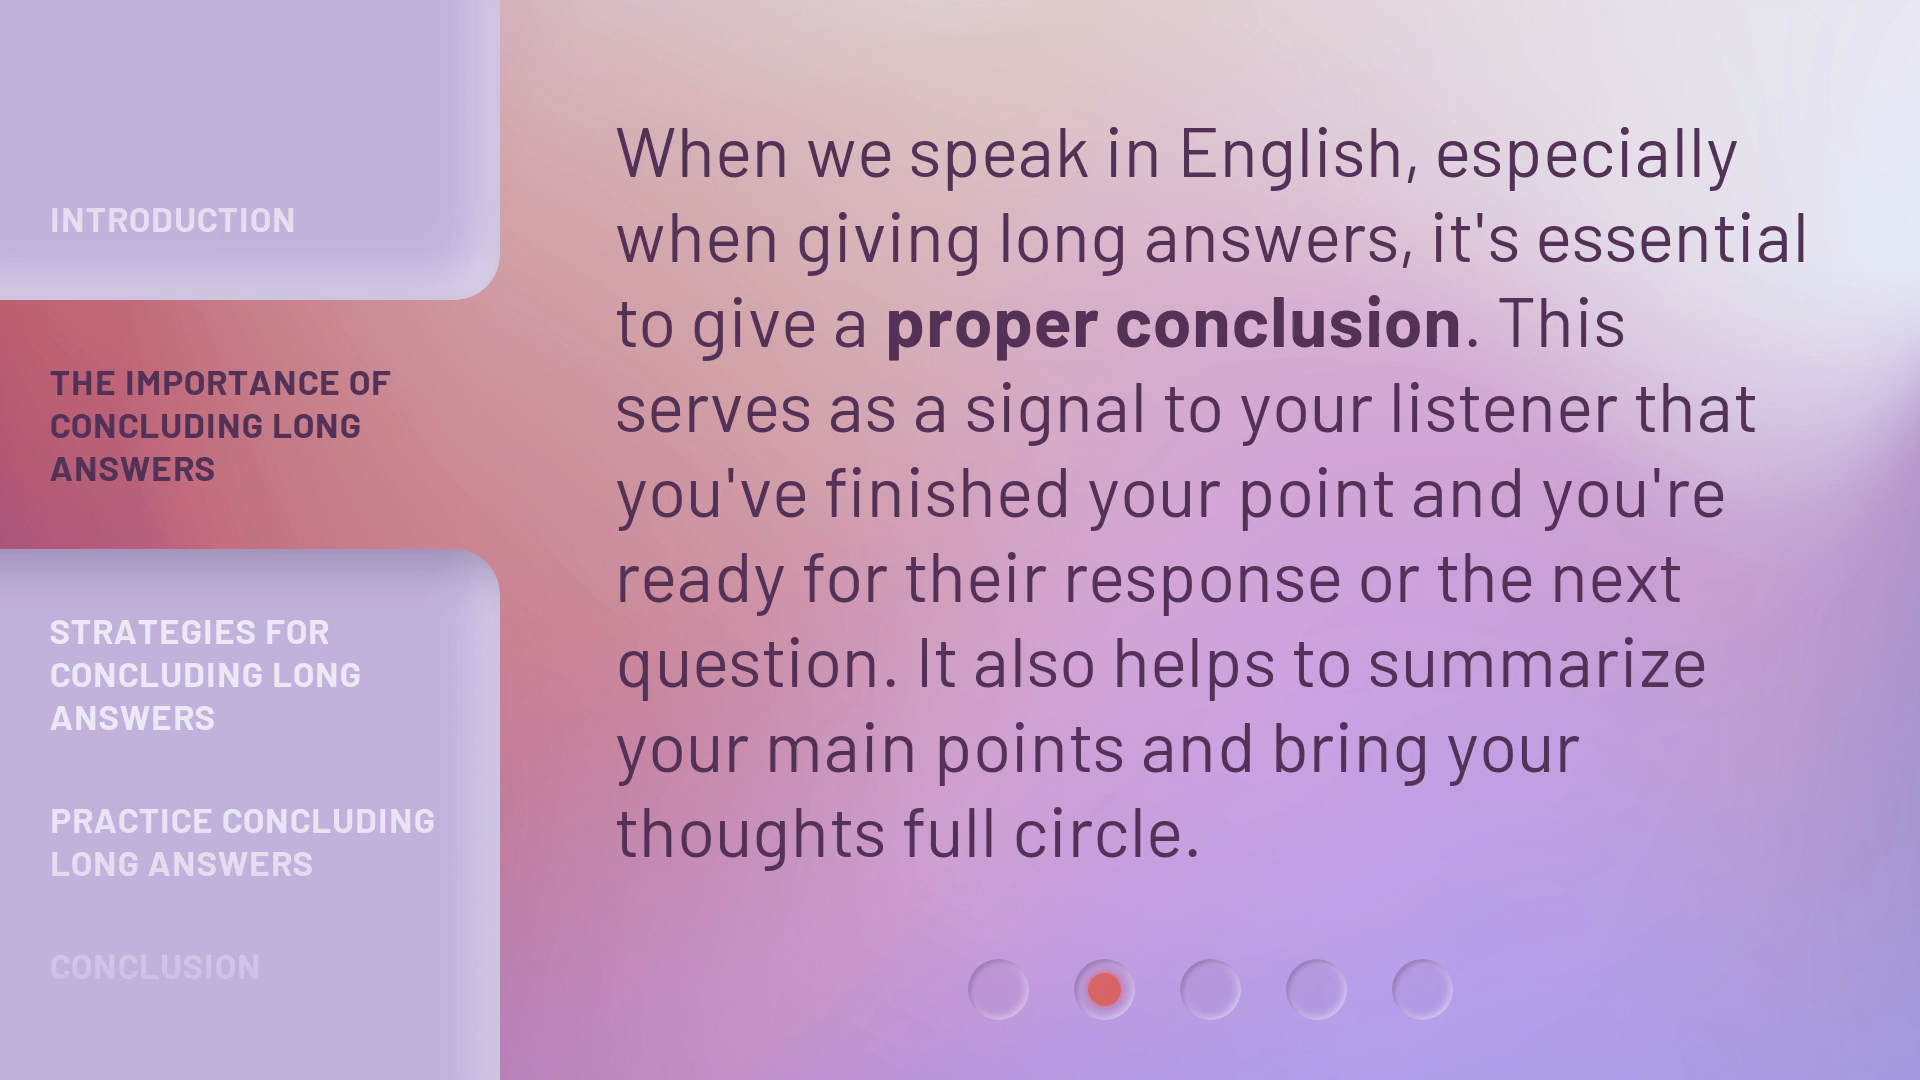 INTRODUCTION
THE IMPORTANCE OF
CONCLUDING LONG
ANSWERS
STRATEGIES FOR
CONCLUDING LONG
ANSWERS
PRACTICE CONCLUDING
LONG ANSWERS
CONCLUSION
When we speak in English, especially
when giving long answers, it's essential
to give a proper conclusion. This
serves as a signal to your listener that
you've finished your point and you're
ready for their response or the next
question. It also helps to summarize
your main points and bring your
thoughts full circle.